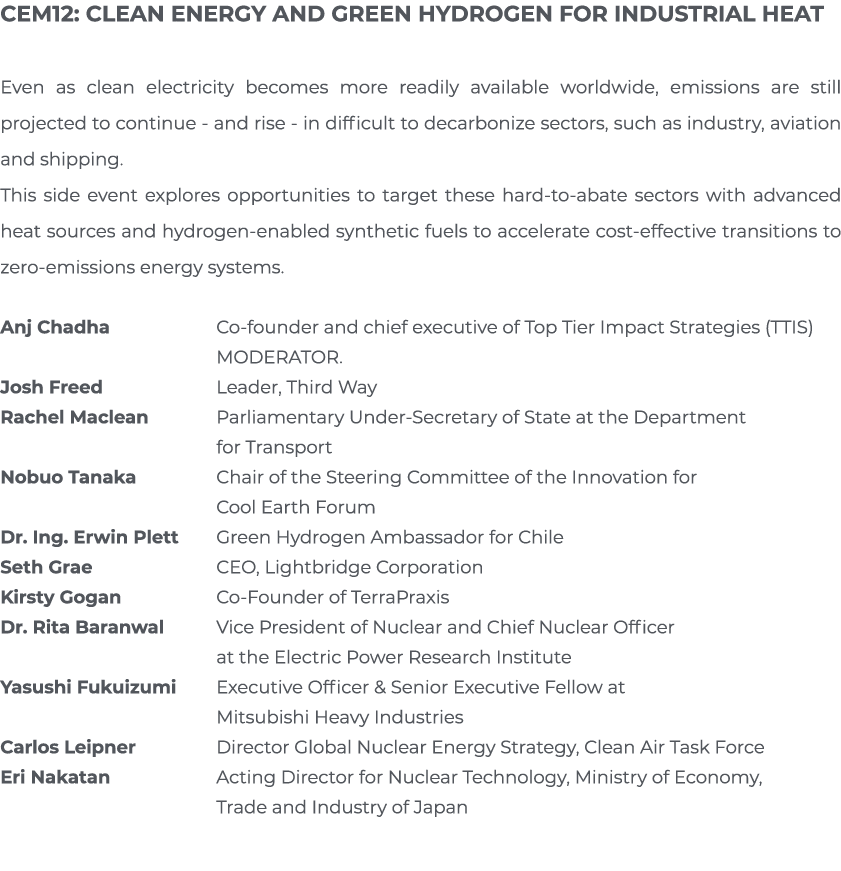 CEM12: CLEAN ENERGY AND GREEN HYDROGEN FOR INDUSTRIAL HEAT
Even as clean electricity becomes more readily available worldwide, emissions are still
projected to continue - and rise - in difficult to decarbonize sectors, such as industry, aviation
and shipping.
This side event explores opportunities to target these hard-to-abate sectors with advanced
heat sources and hydrogen-enabled synthetic fuels to accelerate cost-effective transitions to
zero-emissions energy systems.
Anj Chadha Co-founder and chief executive of Top Tier Impact Strategies (TTIS)
MODERATOR.
Josh Freed Leader, Third Way
Rachel Maclean Parliamentary Under-Secretary of State at the Department
for Transport
Nobuo Tanaka Chair of the Steering Committee of the Innovation for
Cool Earth Forum
Dr. Ing. Erwin Plett Green Hydrogen Ambassador for Chile
Seth Grae CEO, Lightbridge Corporation
Kirsty Gogan Co-Founder of TerraPraxis
Dr. Rita Baranwal Vice President of Nuclear and Chief Nuclear Officer
at the Electric Power Research Institute
Yasushi Fukuizumi Executive Officer & Senior Executive Fellow at
Mitsubishi Heavy Industries
Carlos Leipner Director Global Nuclear Energy Strategy, Clean Air Task Force
Eri Nakatan Acting Director for Nuclear Technology, Ministry of Economy,
Trade and Industry of Japan